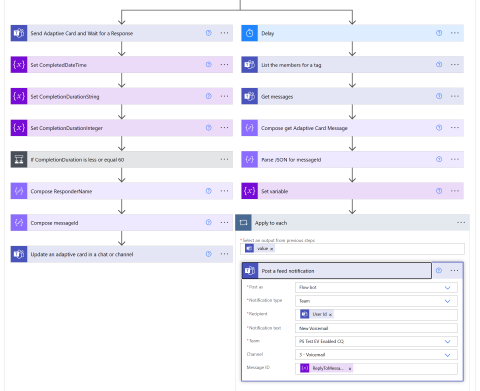 Send Adaptive Card and Wait for a Response
Set CompletedDateTime
Set CompletionDurationString
Set CompletionDurationInteger
If CompletionDuration is less or equal 60
Compose ResponderName
Compose messageId
Update an adaptive card in a chat or channel
Delay
List the members for a tag
Get messages
Compose get Adaptive Card Message
Parse JSON for messageId
Set variable
Apply to each
* Select an output from previous steps
value x
Post a feed notification
* Post as
Flow bot
* Notification type
Team
* Recipient
User Id x
* Notification text
New Voicemail
* Team
PS Test EV Enabled CQ
Channel
3 - Voicemail
Message ID
ReplyToMessa... x